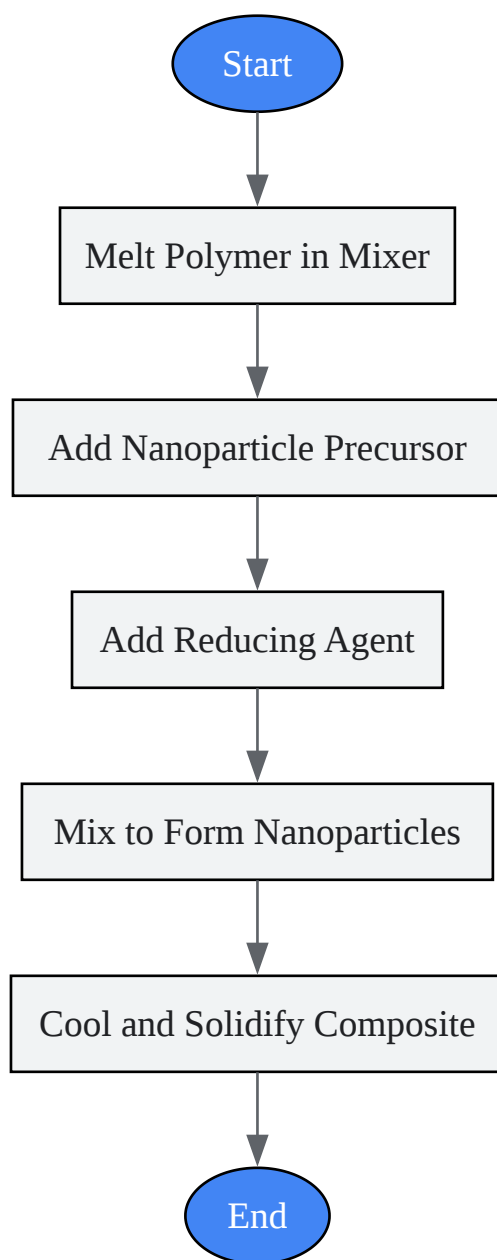 Start
Melt Polymer in Mixer
Add Nanoparticle Precursor
Add Reducing Agent
Mix to Form Nanoparticles
Cool and Solidify Composite
End